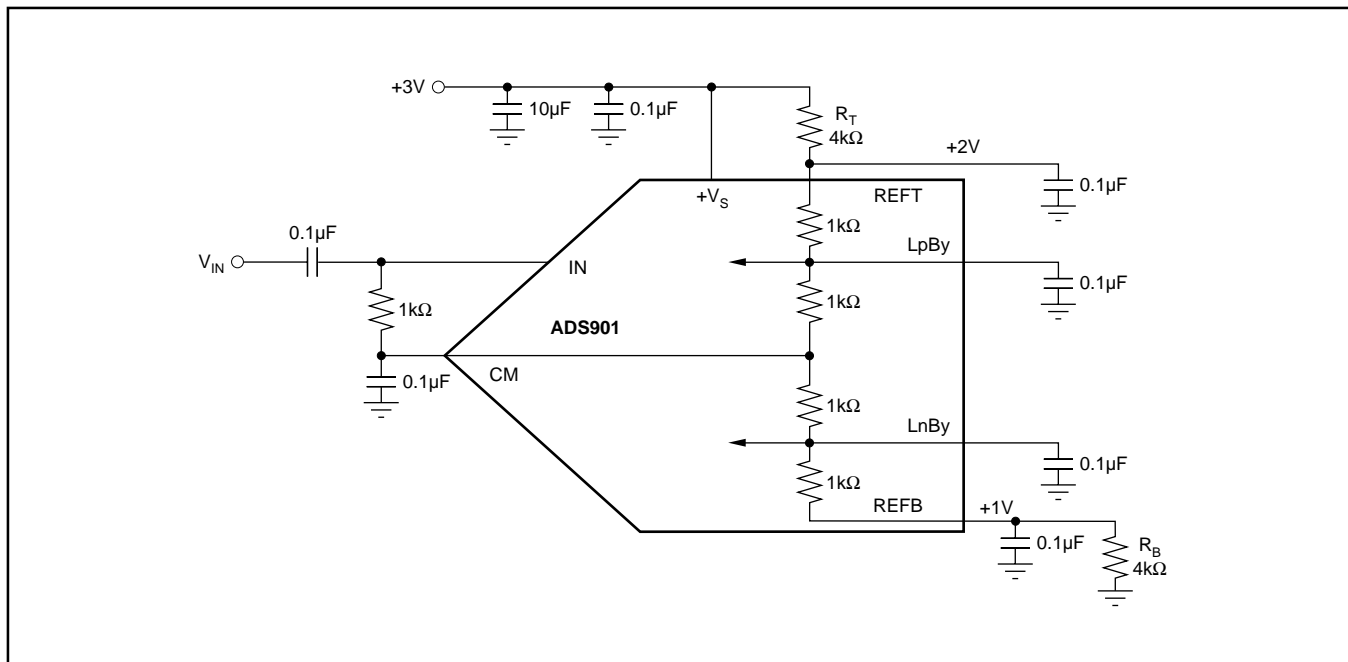 +3V
10µF
0.1µF
R_T
4kΩ
+2V
0.1µF
+V_S
REFT
1kΩ
0.1µF
V_IN
IN
LpBy
0.1µF
1kΩ
1kΩ
ADS901
CM
0.1µF
1kΩ
LnBy
0.1µF
1kΩ
REFB
+1V
0.1µF
R_B
4kΩ